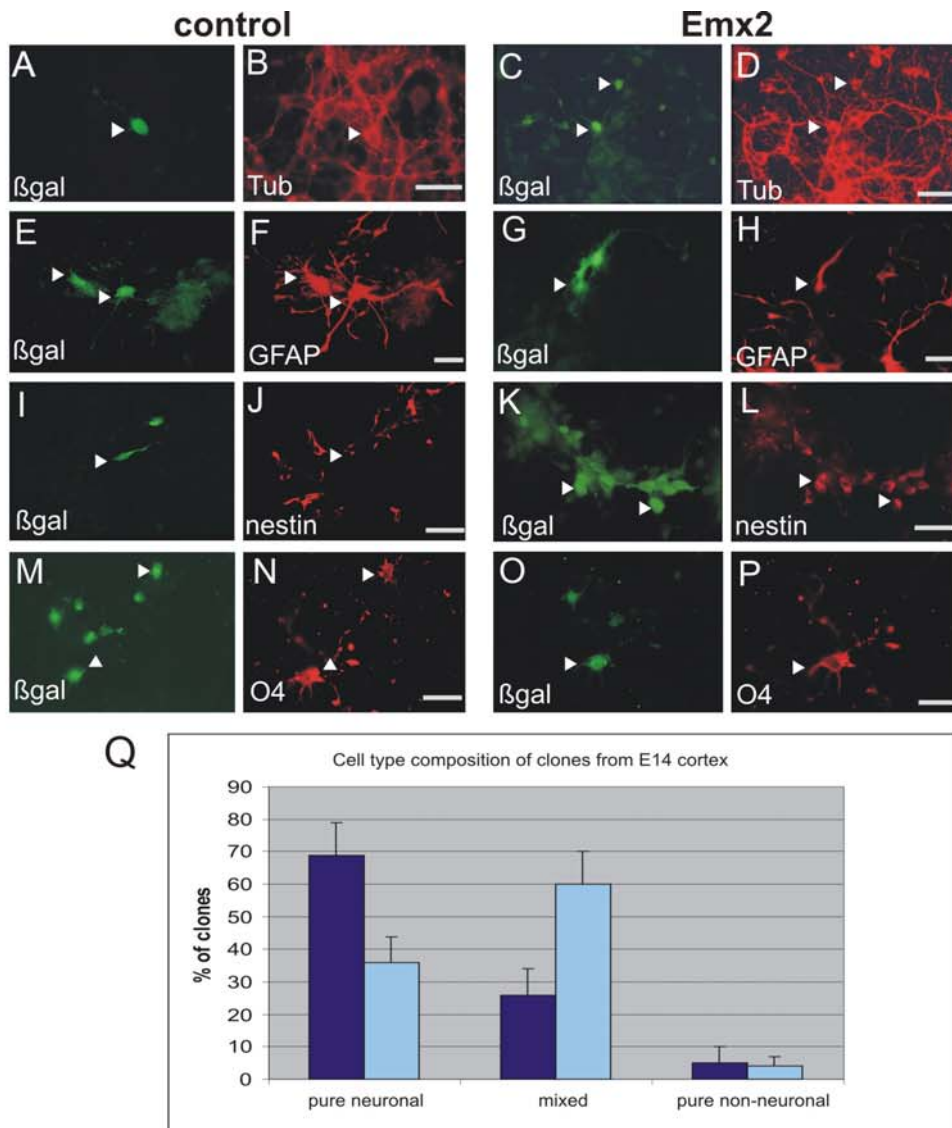 control Emx2
A B C D
ßgal Tub ßgal Tub
E F G H
ßgal GFAP ßgal GFAP
I J K L
ßgal nestin ßgal nestin
M N O P
ßgal O4 ßgal O4
Q
Cell type composition of clones from E14 cortex
90
80
70
60
50
40
30
20
10
0
% of clones
pure neuronal mixed pure non-neuronal